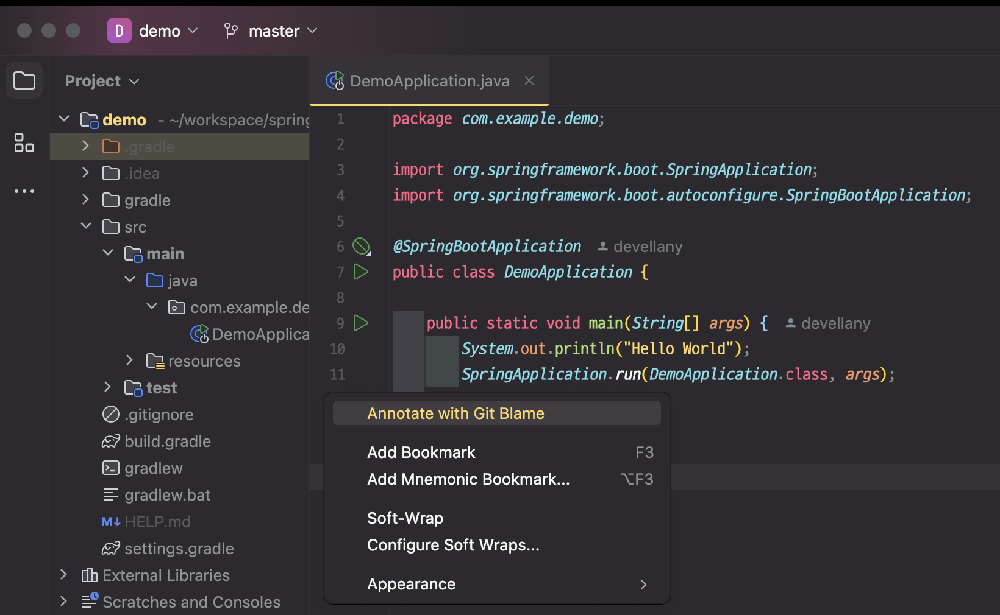 D demo master
Project
demo - ~/workspace/spring
.gradle
.idea
gradle
src
main
java
com.example.de
DemoApplica
resources
test
.gitignore
build.gradle
gradlew
gradlew.bat
M↓ HELP.md
settings.gradle
External Libraries
Scratches and Consoles
DemoApplication.java
1 package com.example.demo;
2
3 import org.springframework.boot.SpringApplication;
4 import org.springframework.boot.autoconfigure.SpringBootApplication;
5
6 @SpringBootApplication devellany
7 public class DemoApplication {
8
9 public static void main(String[] args) { devellany
10 System.out.println("Hello World");
11 SpringApplication.run(DemoApplication.class, args);
Annotate with Git Blame
Add Bookmark F3
Add Mnemonic Bookmark... ⌥F3
Soft-Wrap
Configure Soft Wraps...
Appearance